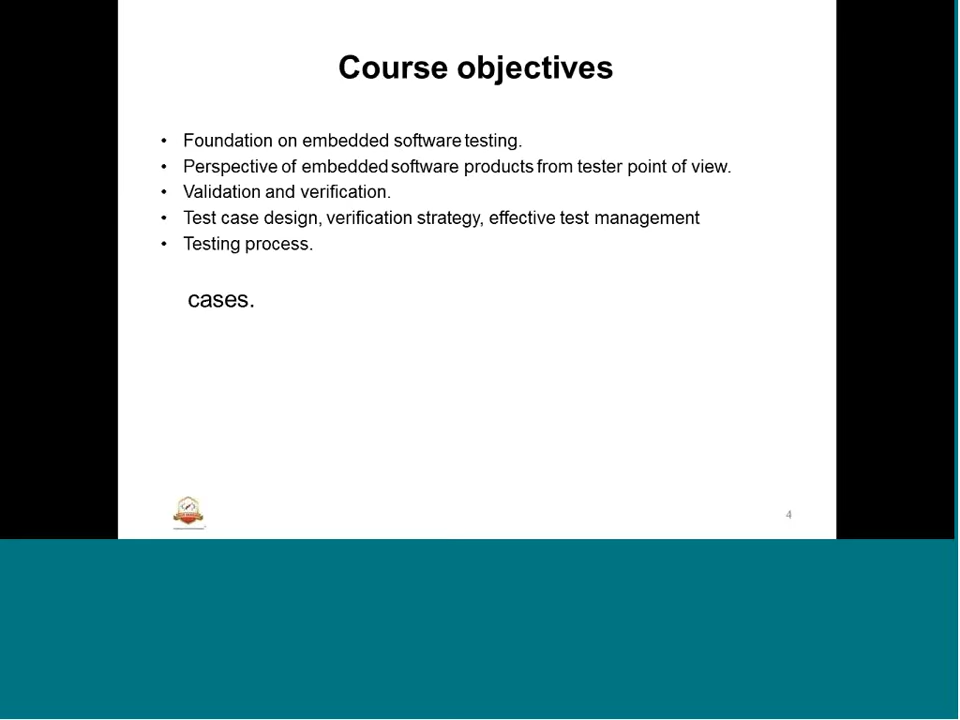 Course objectives
• Foundation on embedded software testing.
• Perspective of embedded software products from tester point of view.
• Validation and verification.
• Test case design, verification strategy, effective test management
• Testing process.
cases.
4